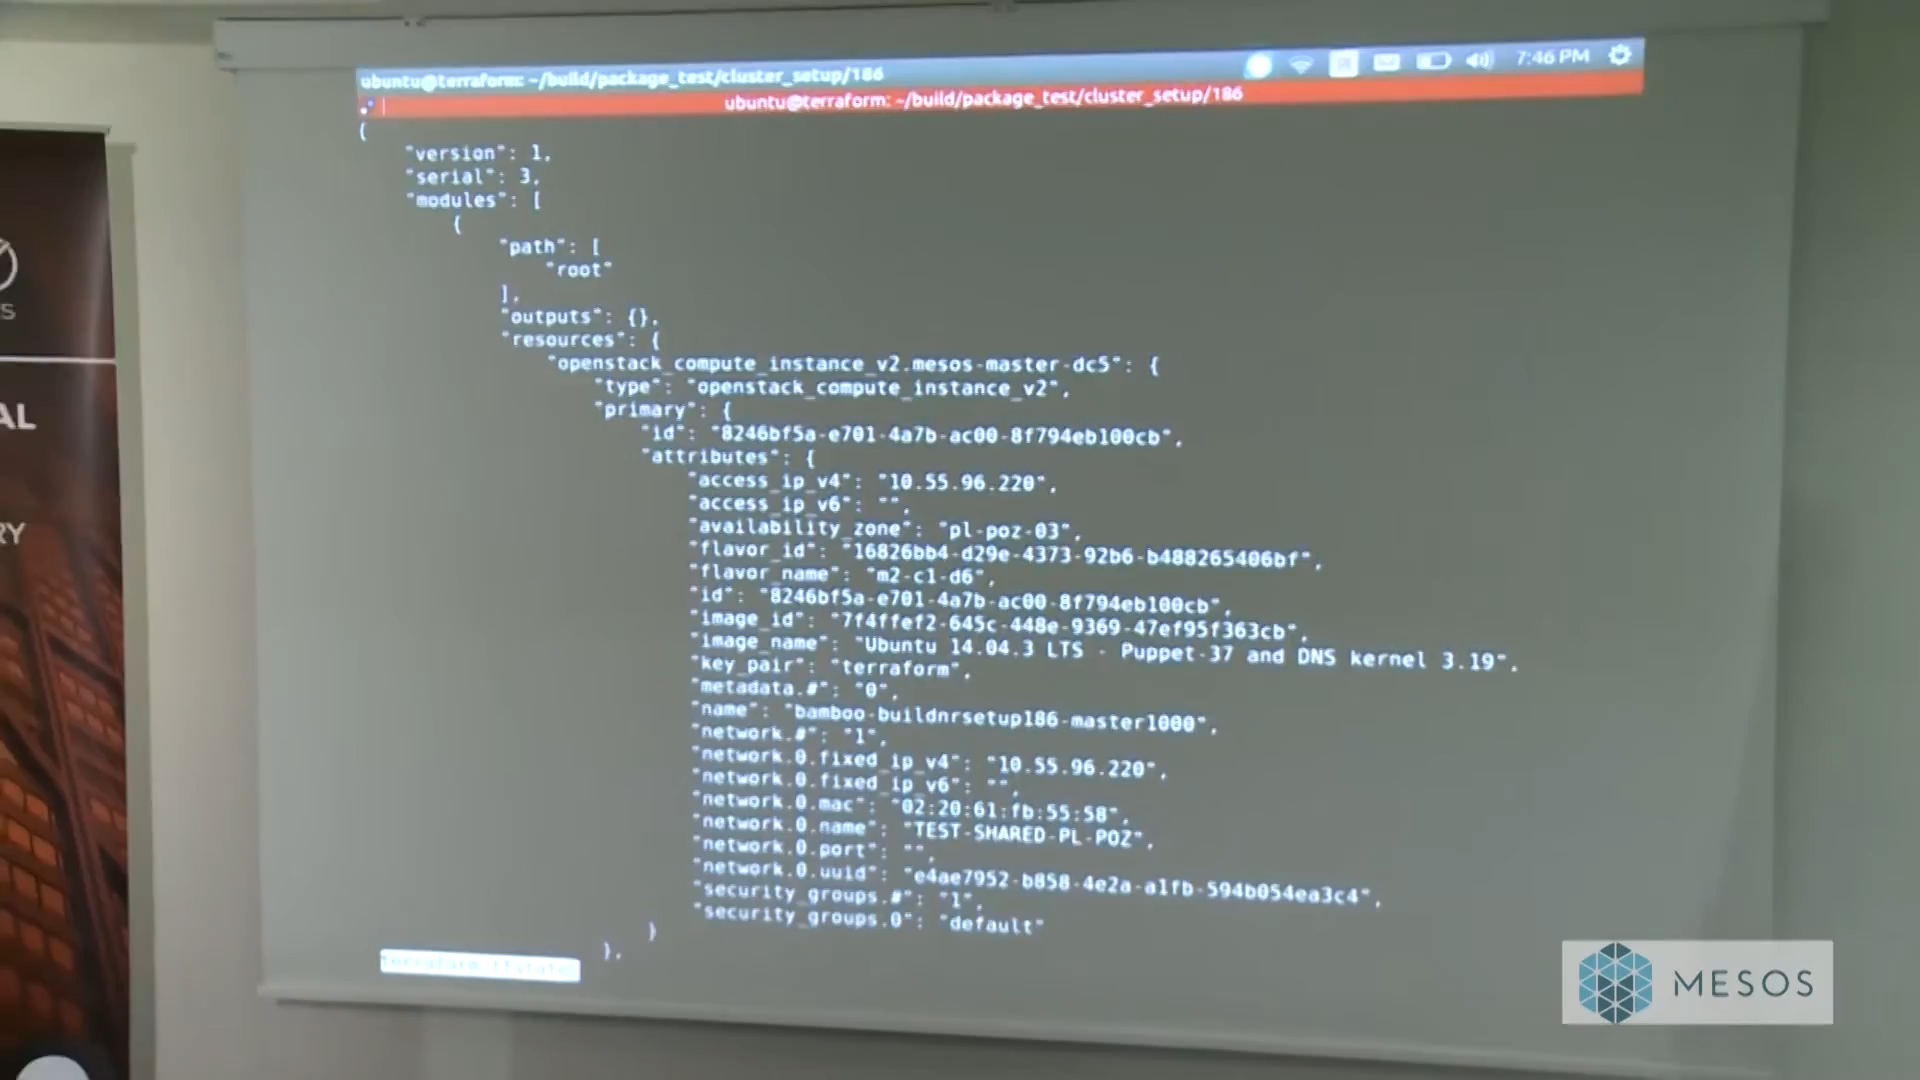 ubuntu@terraform: ~/build/package_test/cluster_setup/186
7:46 PM
ubuntu@terraform: ~/build/package_test/cluster_setup/186
{
"version": 1,
"serial": 3,
"modules": [
{
"path": [
"root"
],
"outputs": {},
"resources": {
"openstack_compute_instance_v2.mesos-master-dc5": {
"type": "openstack_compute_instance_v2",
"primary": {
"id": "8246bf5a-e701-4a7b-ac00-8f794eb100cb",
"attributes": {
"access_ip_v4": "10.55.96.220",
"access_ip_v6": "",
"availability_zone": "pl-poz-03",
"flavor_id": "16826bb4-d29e-4373-92b6-b488265406bf",
"flavor_name": "m2-c1-d6",
"id": "8246bf5a-e701-4a7b-ac00-8f794eb100cb",
"image_id": "7f4ffef2-645c-448e-9369-47ef95f363cb",
"image_name": "Ubuntu 14.04.3 LTS - Puppet-37 and DNS kernel 3.19",
"key_pair": "terraform",
"metadata.#": "0",
"name": "bamboo-buildnrsetup186-master1000",
"network.#": "1",
"network.0.fixed_ip_v4": "10.55.96.220",
"network.0.fixed_ip_v6": "",
"network.0.mac": "02:20:61:fb:55:58",
"network.0.name": "TEST-SHARED-PL-POZ",
"network.0.port": "",
"network.0.uuid": "e4ae7952-b858-4e2a-a1fb-594b054ea3c4",
"security_groups.#": "1",
"security_groups.0": "default"
}
},
terraform.tfstate
S
AL
RY
MESOS